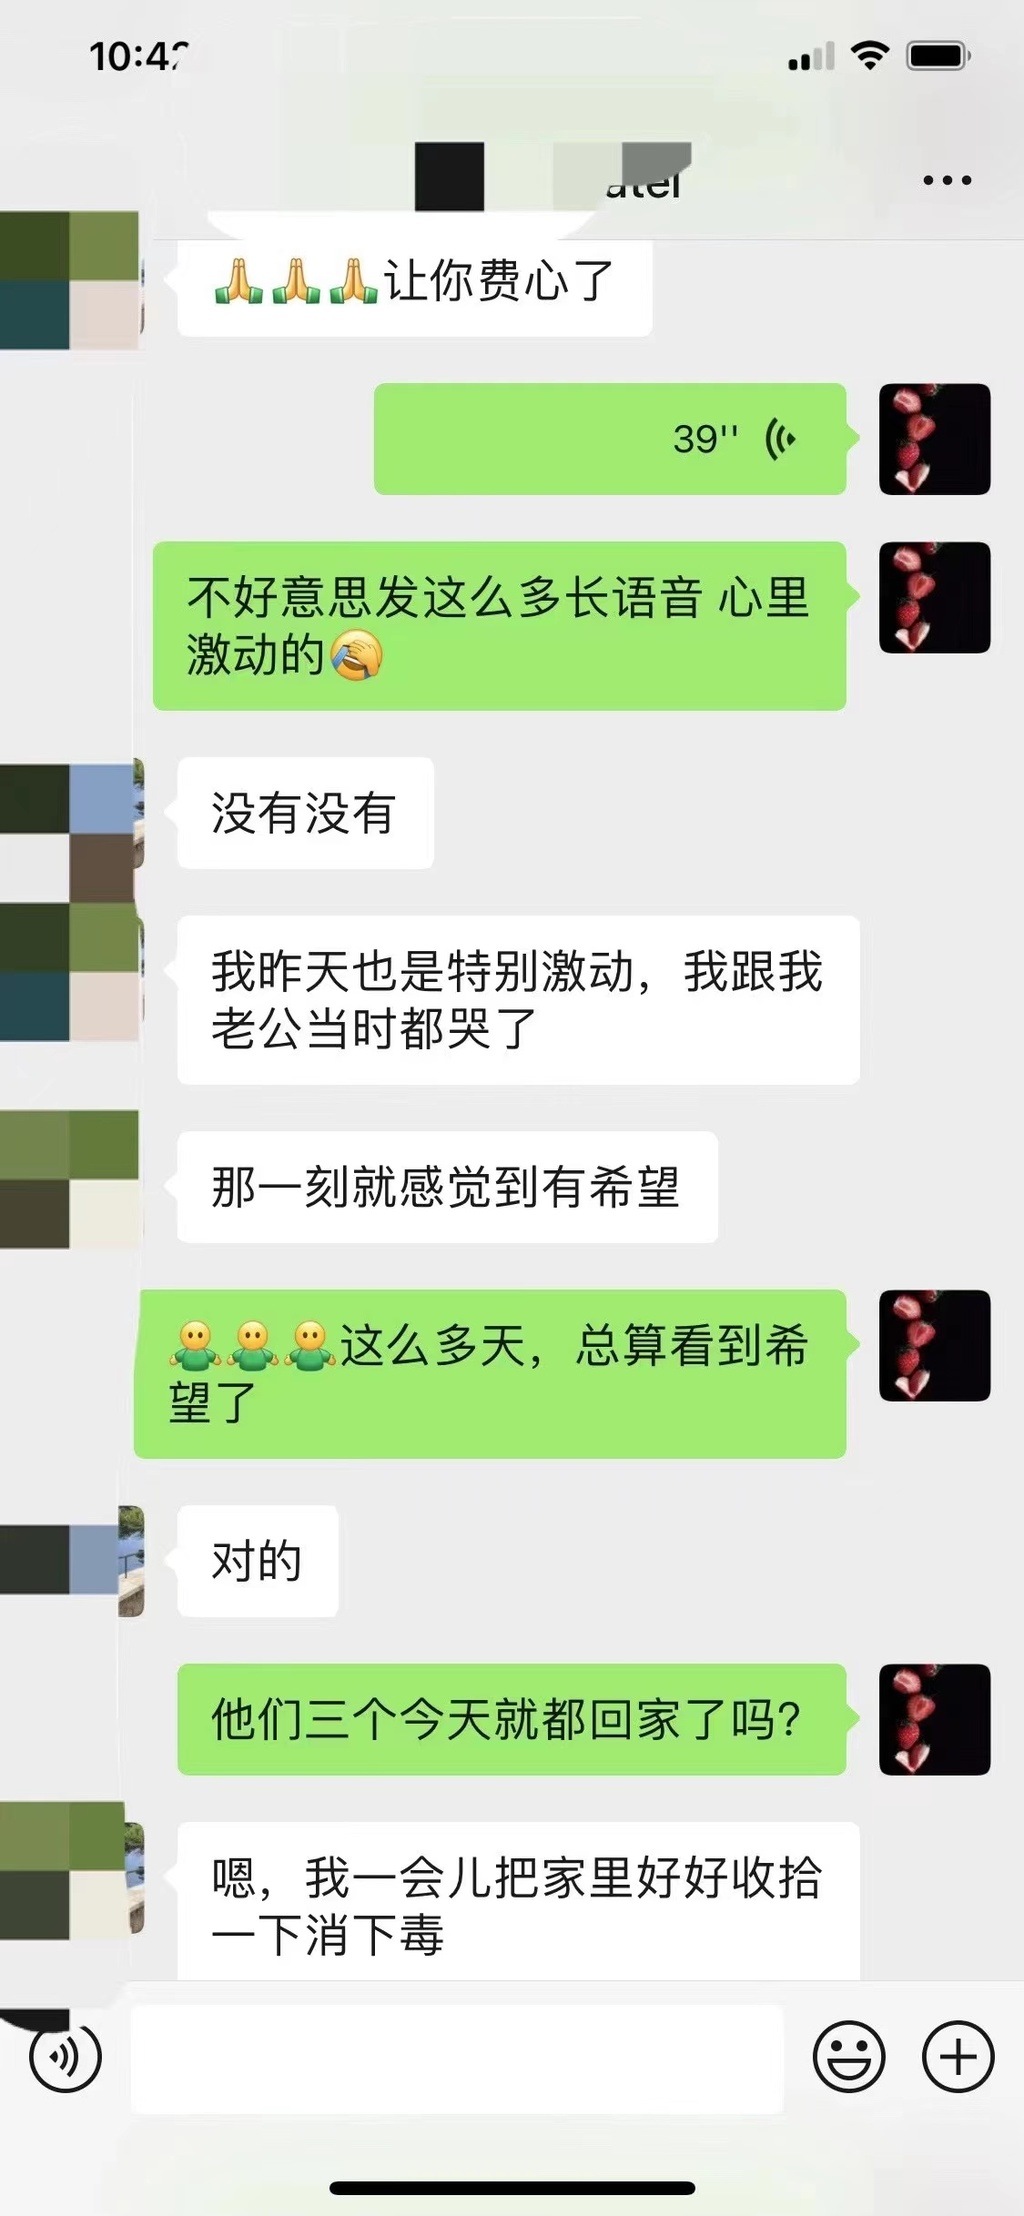 10:42
🙏🙏🙏让你费心了
39''
不好意思发这么多长语音 心里
激动的🤦
没有没有
我昨天也是特别激动，我跟我
老公当时都哭了
那一刻就感觉到有希望
这么多天，总算看到希
望了
对的
他们三个今天就都回家了吗？
嗯，我一会儿把家里好好收拾
一下消下毒